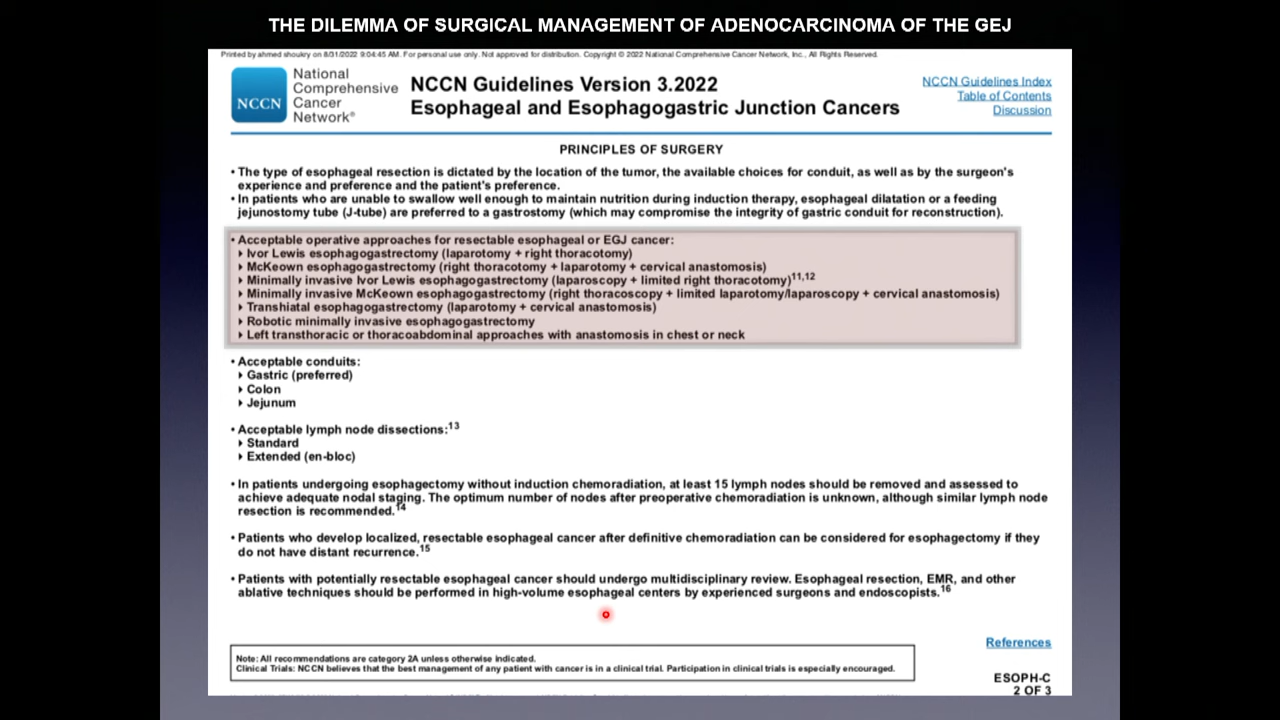 THE DILEMMA OF SURGICAL MANAGEMENT OF ADENOCARCINOMA OF THE GEJ
Printed by ahmed shoukry on 8/31/2022 9:04:45 AM. For personal use only. Not approved for distribution. Copyright © 2022 National Comprehensive Cancer Network, Inc., All Rights Reserved.
NCCN
National
Comprehensive
Cancer
Network®
NCCN Guidelines Version 3.2022
Esophageal and Esophagogastric Junction Cancers
NCCN Guidelines Index
Table of Contents
Discussion
PRINCIPLES OF SURGERY
• The type of esophageal resection is dictated by the location of the tumor, the available choices for conduit, as well as by the surgeon's
experience and preference and the patient's preference.
• In patients who are unable to swallow well enough to maintain nutrition during induction therapy, esophageal dilatation or a feeding
jejunostomy tube (J-tube) are preferred to a gastrostomy (which may compromise the integrity of gastric conduit for reconstruction).
• Acceptable operative approaches for resectable esophageal or EGJ cancer:
▸ Ivor Lewis esophagogastrectomy (laparotomy + right thoracotomy)
▸ McKeown esophagogastrectomy (right thoracotomy + laparotomy + cervical anastomosis)
▸ Minimally invasive Ivor Lewis esophagogastrectomy (laparoscopy + limited right thoracotomy)11,12
▸ Minimally invasive McKeown esophagogastrectomy (right thoracoscopy + limited laparotomy/laparoscopy + cervical anastomosis)
▸ Transhiatal esophagogastrectomy (laparotomy + cervical anastomosis)
▸ Robotic minimally invasive esophagogastrectomy
▸ Left transthoracic or thoracoabdominal approaches with anastomosis in chest or neck
• Acceptable conduits:
▸ Gastric (preferred)
▸ Colon
▸ Jejunum
• Acceptable lymph node dissections:13
▸ Standard
▸ Extended (en-bloc)
• In patients undergoing esophagectomy without induction chemoradiation, at least 15 lymph nodes should be removed and assessed to
achieve adequate nodal staging. The optimum number of nodes after preoperative chemoradiation is unknown, although similar lymph node
resection is recommended.14
• Patients who develop localized, resectable esophageal cancer after definitive chemoradiation can be considered for esophagectomy if they
do not have distant recurrence.15
• Patients with potentially resectable esophageal cancer should undergo multidisciplinary review. Esophageal resection, EMR, and other
ablative techniques should be performed in high-volume esophageal centers by experienced surgeons and endoscopists.16
References
Note: All recommendations are category 2A unless otherwise indicated.
Clinical Trials: NCCN believes that the best management of any patient with cancer is in a clinical trial. Participation in clinical trials is especially encouraged.
ESOPH-C
2 OF 3